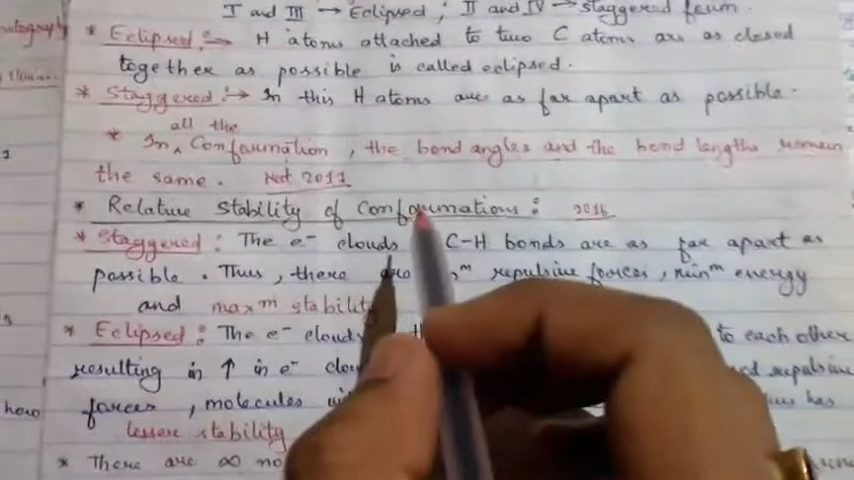 I and III → Eclipsed ; II and IV → Staggered form.
* Eclipsed :→ H atoms attached to two C atoms are as closed
together as possible is called eclipsed.
* Staggered :→ In this H atoms are as far apart as possible.
* In all the Conformation, the bond angles and the bond lengths remain
the same.
* Relative Stability of Conformations : 2016
* Staggered : The e⁻ clouds C-H bonds are as far apart as
possible. Thus, there are repulsive forces, minᵐ energy
and maxᵐ stability
* Eclipsed : The e⁻ clouds to each other
resulting in ↑ in e⁻ repulsive
forces, molecules has
lesser stability
* There are ∞